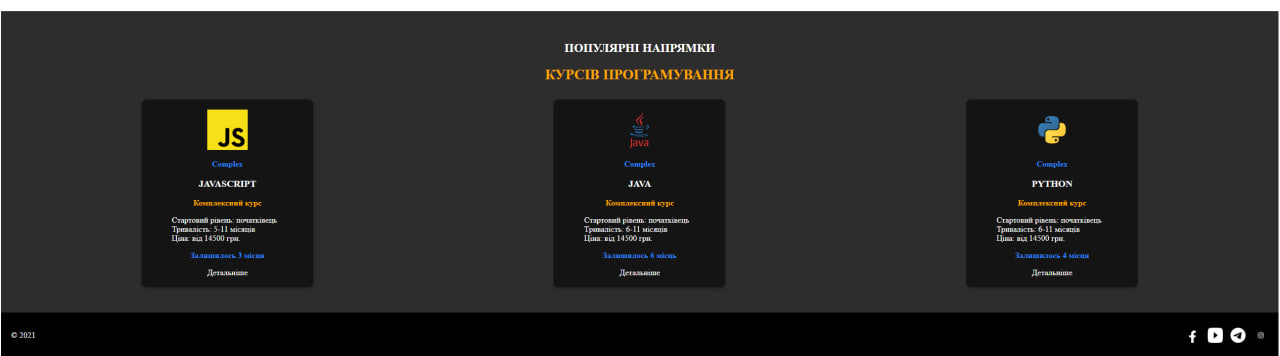 ПОПУЛЯРНІ НАПРЯМКИ
КУРСІВ ПРОГРАМУВАННЯ
JS
Complex
JAVASCRIPT
Комплексний курс
Стартовий рівень: початківець
Тривалість: 5-11 місяців
Ціна: від 14500 грн.
Залишилось 3 місця
Детальніше
Java
Complex
JAVA
Комплексний курс
Стартовий рівень: початківець
Тривалість: 6-11 місяців
Ціна: від 14500 грн.
Залишилось 6 місць
Детальніше
Complex
PYTHON
Комплексний курс
Стартовий рівень: початківець
Тривалість: 6-11 місяців
Ціна: від 14500 грн.
Залишилось 4 місця
Детальніше
© 2021